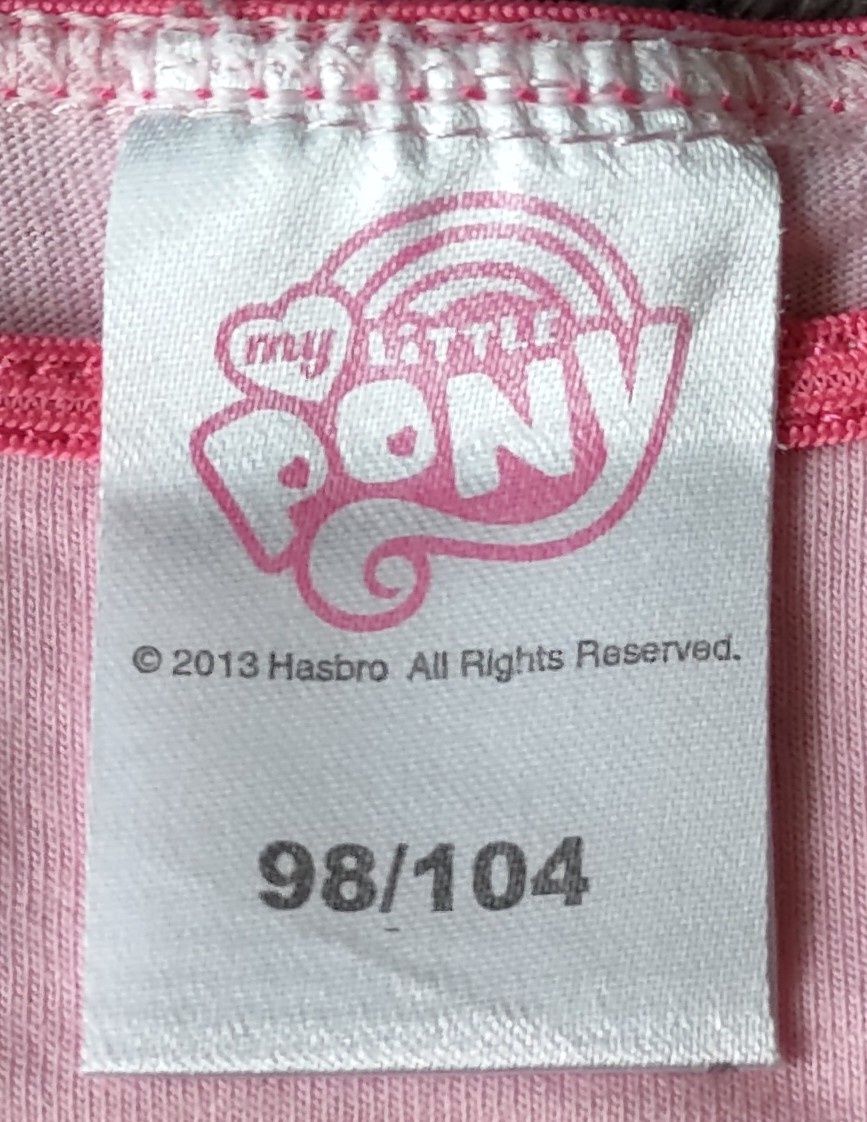 my LiTTLE
PONY
© 2013 Hasbro All Rights Reserved.
98/104